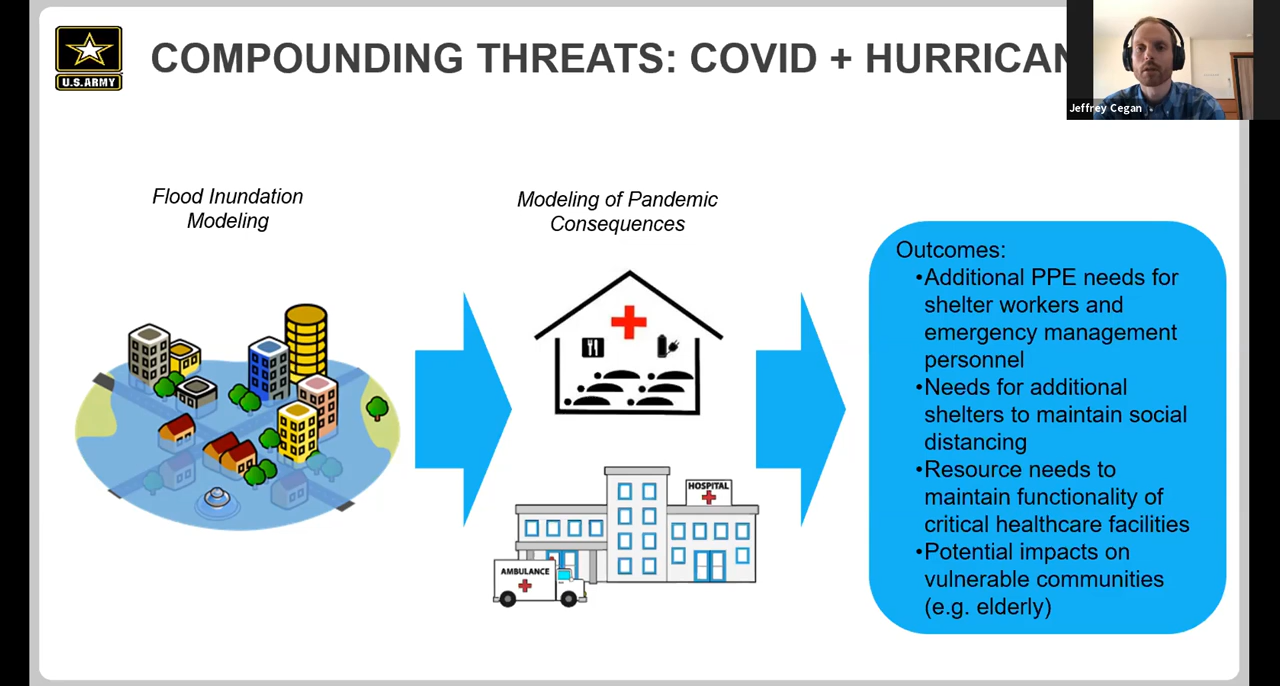 U.S.ARMY
COMPOUNDING THREATS: COVID + HURRICAN
Jeffrey Cegan
Flood Inundation
Modeling
Modeling of Pandemic
Consequences
HOSPITAL
AMBULANCE
Outcomes:
•Additional PPE needs for
shelter workers and
emergency management
personnel
•Needs for additional
shelters to maintain social
distancing
•Resource needs to
maintain functionality of
critical healthcare facilities
•Potential impacts on
vulnerable communities
(e.g. elderly)